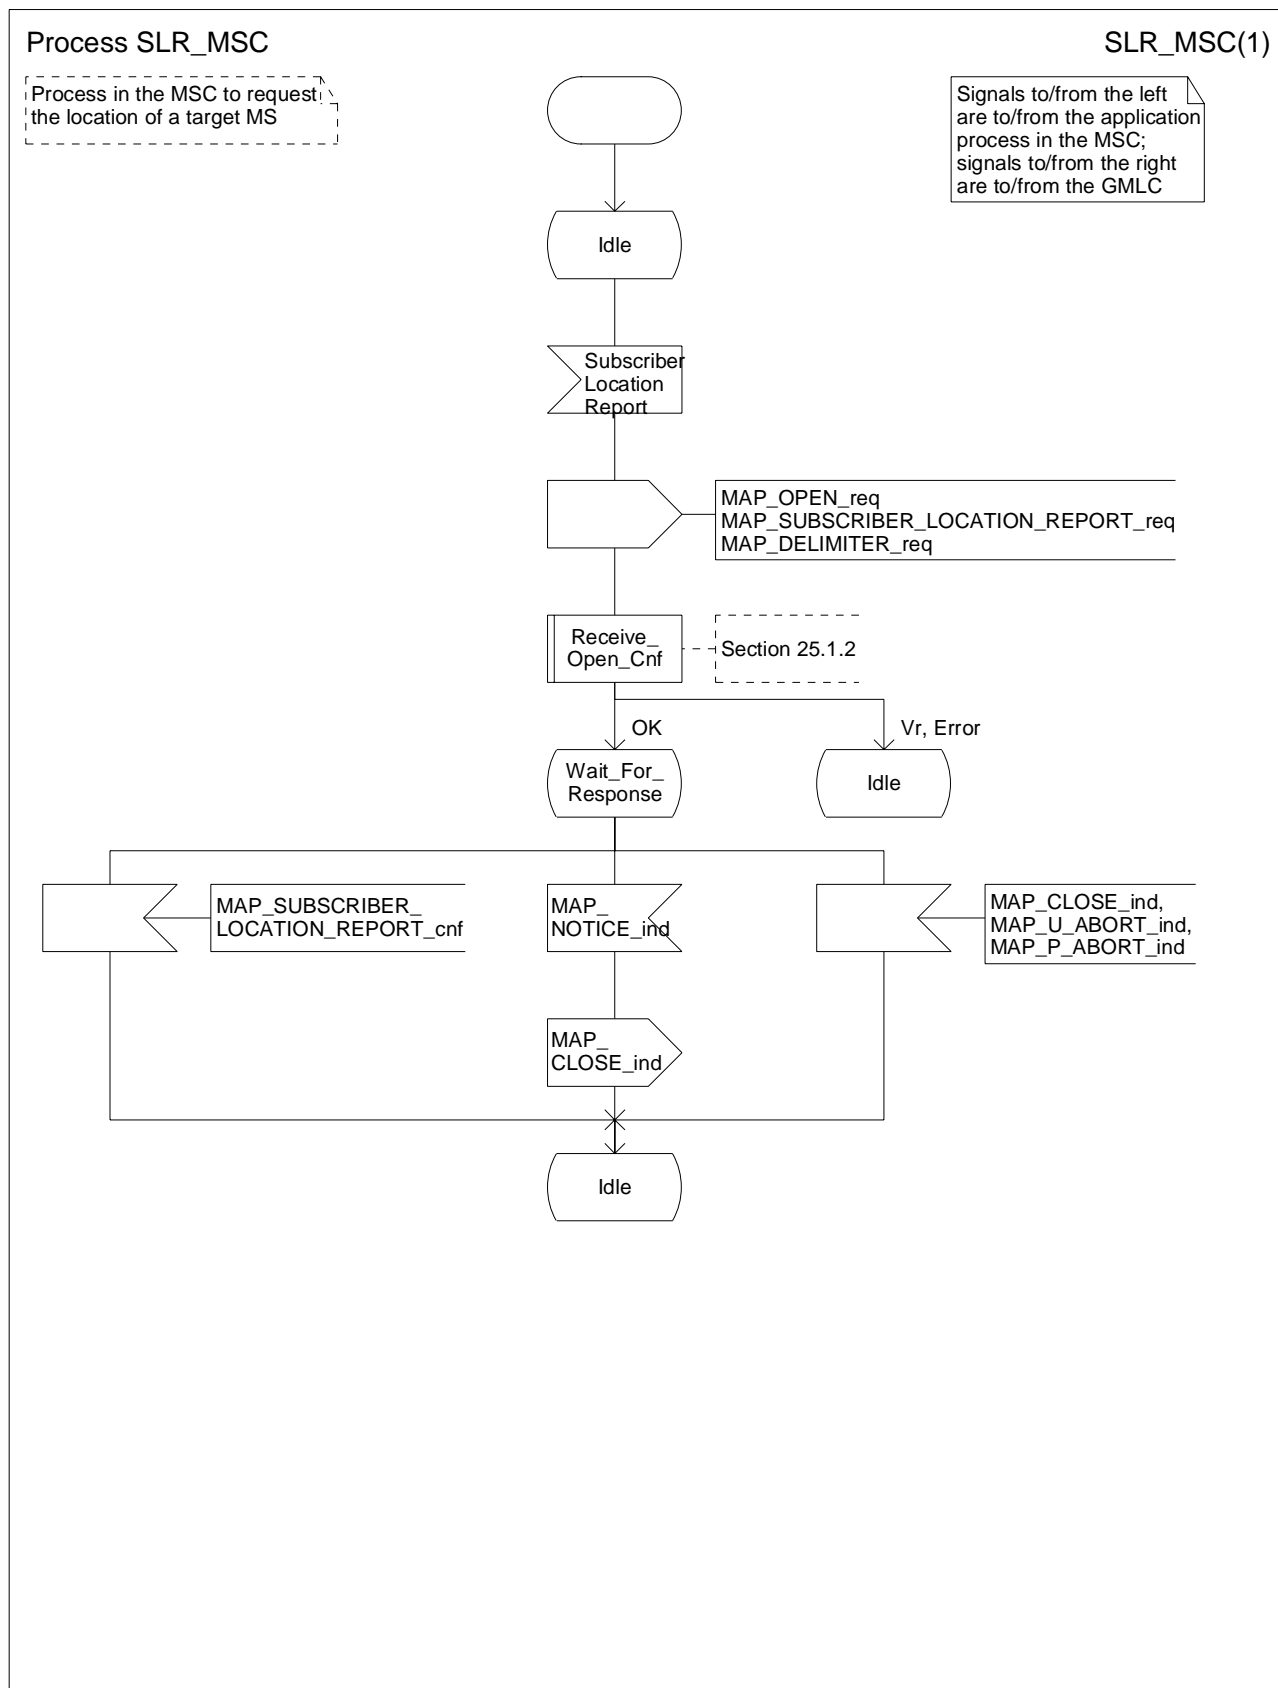 Process SLR_MSC
SLR_MSC(1)
Process in the MSC to request
the location of a target MS
Signals to/from the left
are to/from the application
process in the MSC;
signals to/from the right
are to/from the GMLC
Idle
Subscriber
Location
Report
MAP_OPEN_req
MAP_SUBSCRIBER_LOCATION_REPORT_req
MAP_DELIMITER_req
Receive_
Open_Cnf
Section 25.1.2
OK
Vr, Error
Wait_For_
Response
Idle
MAP_SUBSCRIBER_
LOCATION_REPORT_cnf
MAP_
NOTICE_ind
MAP_CLOSE_ind,
MAP_U_ABORT_ind,
MAP_P_ABORT_ind
MAP_
CLOSE_ind
Idle